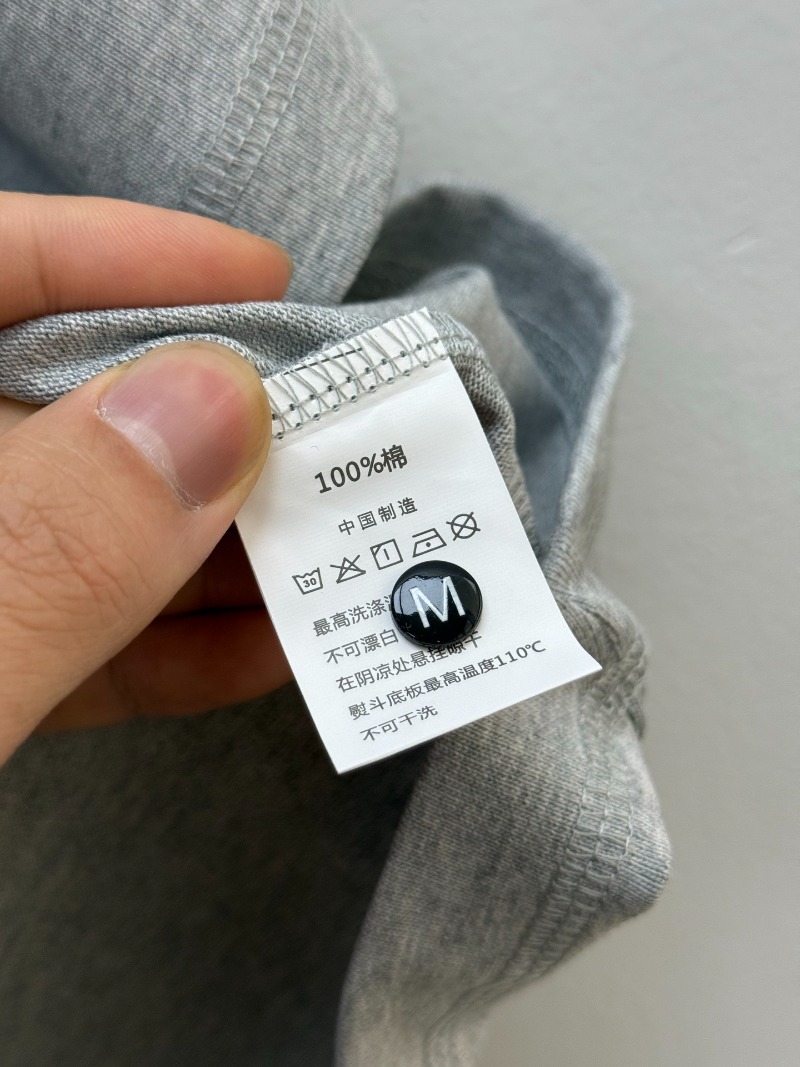 100%棉
中国制造
30
最高洗涤
M
不可漂白
在阴凉处悬挂晾干
熨斗底板最高温度110℃
不可干洗